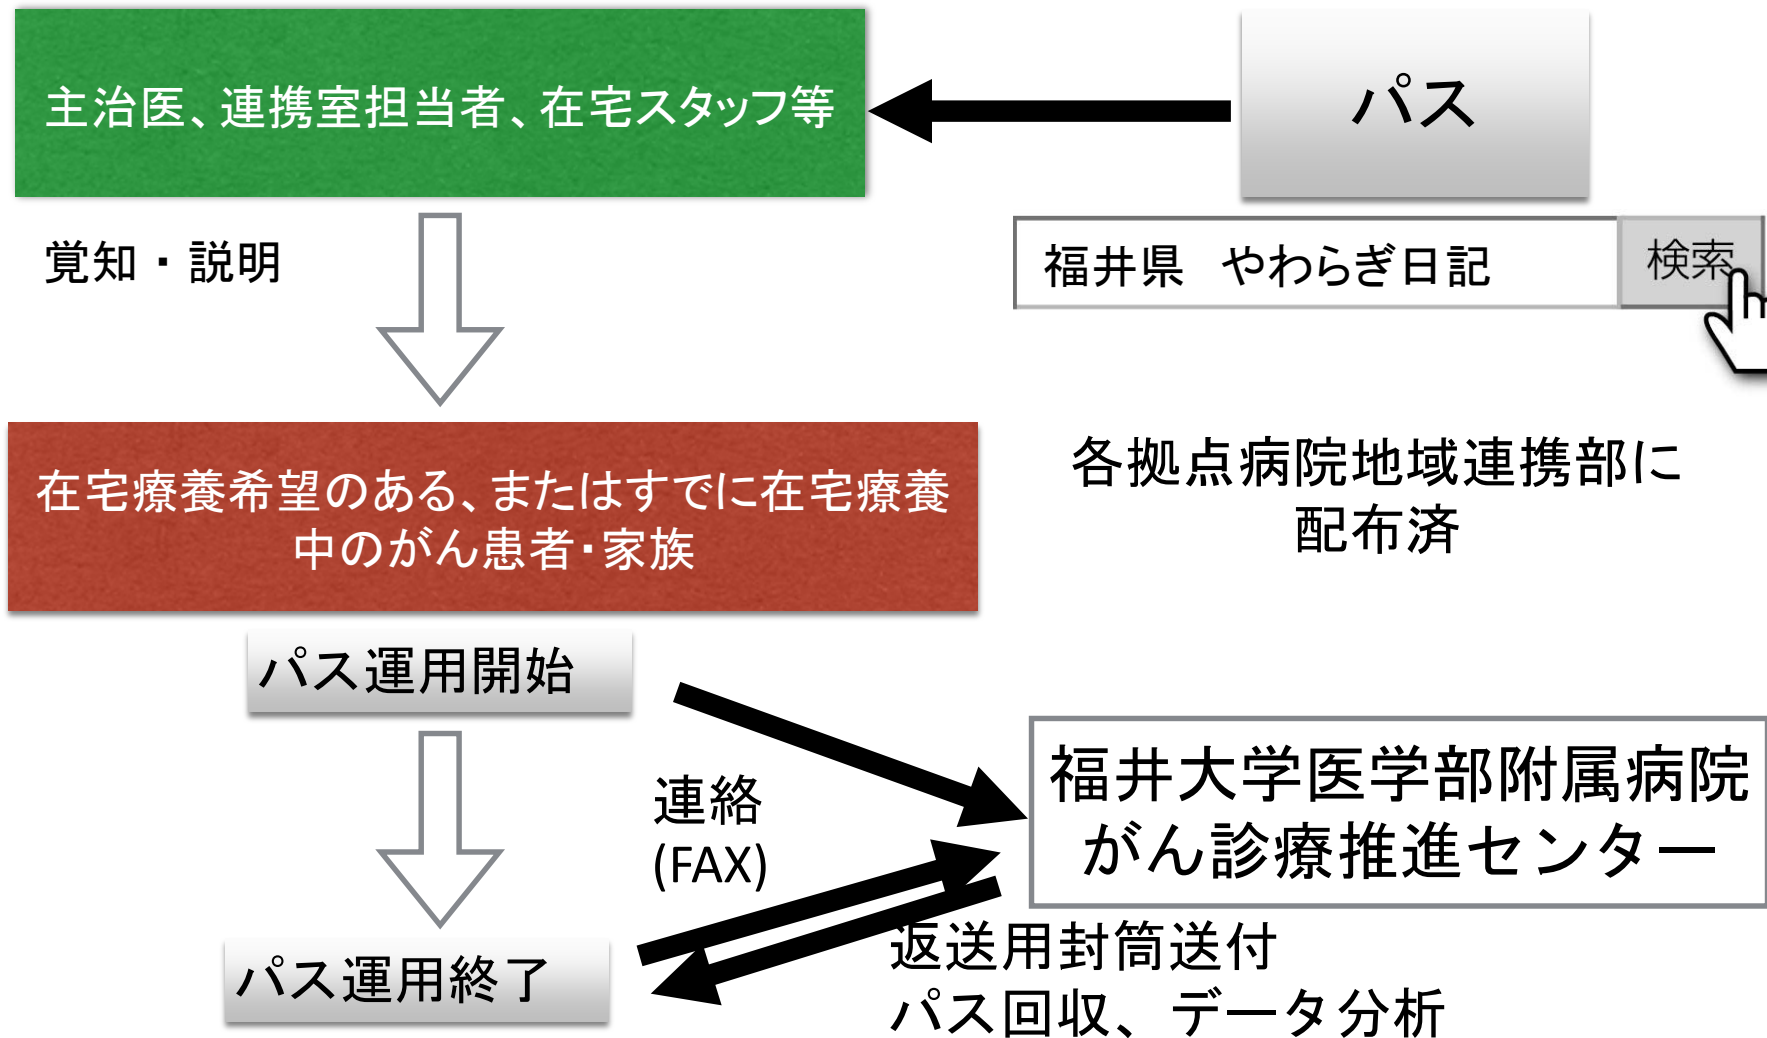 主治医、連携室担当者、在宅スタッフ等
パス
覚知・説明
福井県　やわらぎ日記
検索
在宅療養希望のある、またはすでに在宅療養
中のがん患者・家族
各拠点病院地域連携部に
配布済
パス運用開始
連絡
(FAX)
福井大学医学部附属病院
がん診療推進センター
パス運用終了
返送用封筒送付
パス回収、データ分析